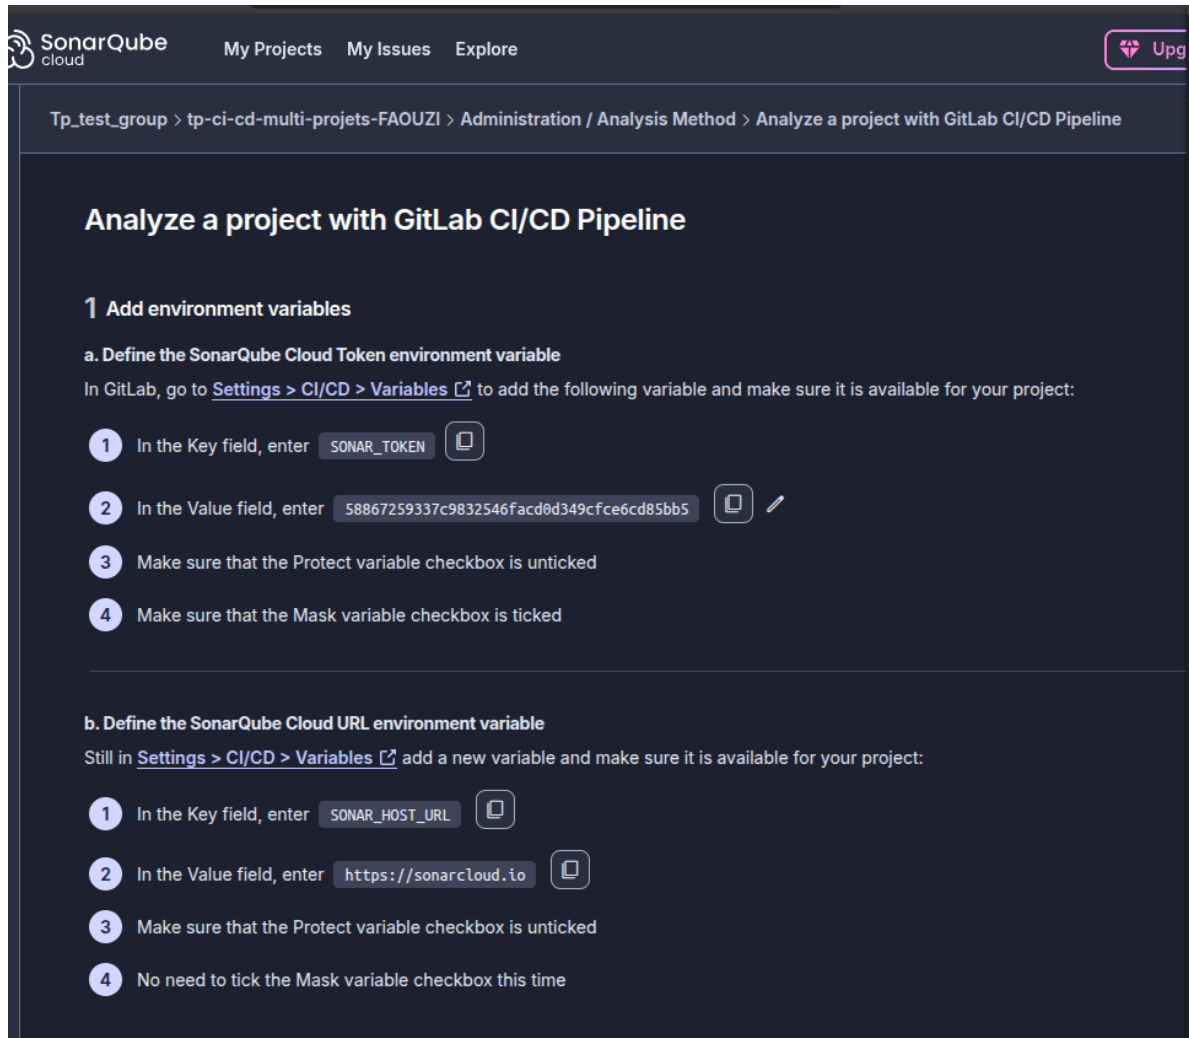 SonarQube
cloud
My Projects My Issues Explore
Upg
Tp_test_group > tp-ci-cd-multi-projets-FAOUZI > Administration / Analysis Method > Analyze a project with GitLab CI/CD Pipeline
Analyze a project with GitLab CI/CD Pipeline
1 Add environment variables
a. Define the SonarQube Cloud Token environment variable
In GitLab, go to Settings > CI/CD > Variables to add the following variable and make sure it is available for your project:
1 In the Key field, enter SONAR_TOKEN
2 In the Value field, enter 58867259337c9832546facd0d349cfce6cd85bb5
3 Make sure that the Protect variable checkbox is unticked
4 Make sure that the Mask variable checkbox is ticked
b. Define the SonarQube Cloud URL environment variable
Still in Settings > CI/CD > Variables add a new variable and make sure it is available for your project:
1 In the Key field, enter SONAR_HOST_URL
2 In the Value field, enter https://sonarcloud.io
3 Make sure that the Protect variable checkbox is unticked
4 No need to tick the Mask variable checkbox this time